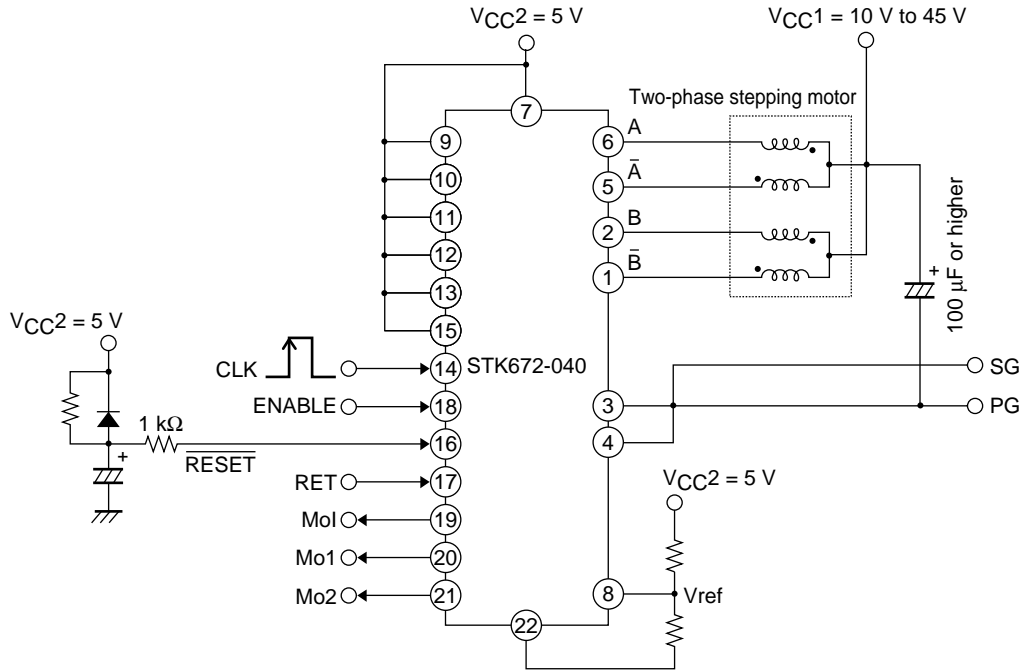 VCC2 = 5 V
VCC1 = 10 V to 45 V
Two-phase stepping motor
7
9
10
11
12
13
15
14
18
16
17
19
20
21
22
6
5
2
1
3
4
8
A
Ā
B
B̄
100 µF or higher
+
VCC2 = 5 V
CLK
STK672-040
ENABLE
1 kΩ
+
R̅E̅S̅E̅T̅
RET
MoI
Mo1
Mo2
SG
PG
VCC2 = 5 V
Vref